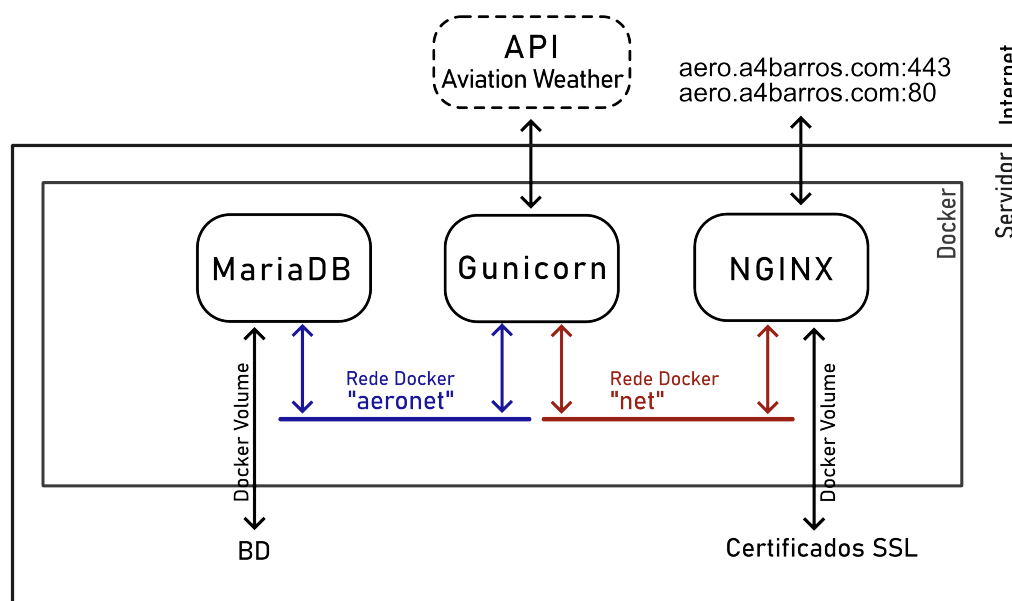 API
Aviation Weather
aero.a4barros.com:443
aero.a4barros.com:80
Internet
Servidor
Docker
MariaDB
Gunicorn
NGINX
Rede Docker
"aeronet"
Rede Docker
"net"
Docker Volume
Docker Volume
BD
Certificados SSL